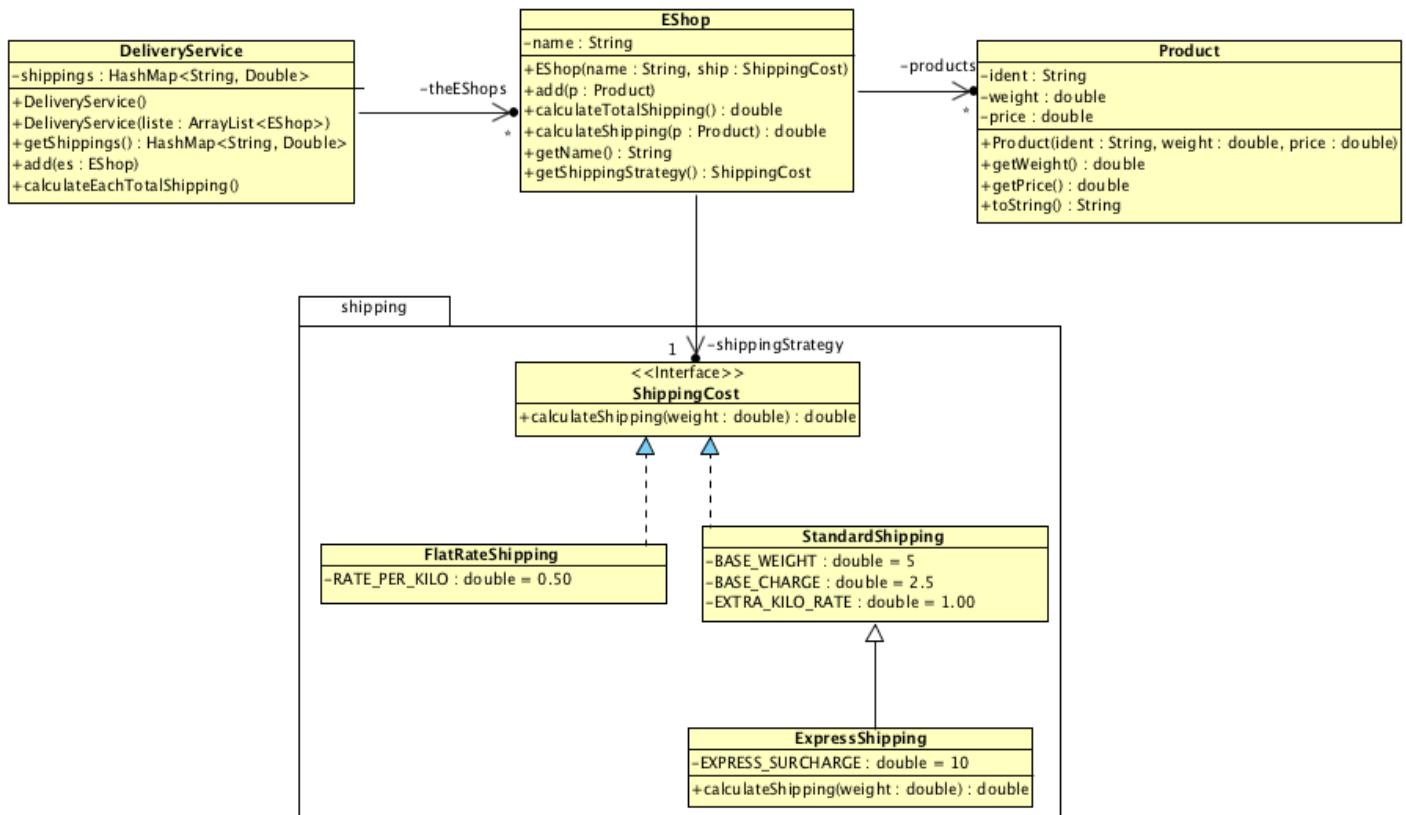 DeliveryService
-shippings : HashMap<String, Double>
+DeliveryService()
+DeliveryService(liste : ArrayList<EShop>)
+getShippings() : HashMap<String, Double>
+add(es : EShop)
+calculateEachTotalShipping()
-theEShops
*
EShop
-name : String
+EShop(name : String, ship : ShippingCost)
+add(p : Product)
+calculateTotalShipping() : double
+calculateShipping(p : Product) : double
+getName() : String
+getShippingStrategy() : ShippingCost
-products
*
Product
-ident : String
-weight : double
-price : double
+Product(ident : String, weight : double, price : double)
+getWeight() : double
+getPrice() : double
+toString() : String
shipping
1
-shippingStrategy
<<Interface>>
ShippingCost
+calculateShipping(weight : double) : double
FlatRateShipping
-RATE_PER_KILO : double = 0.50
StandardShipping
-BASE_WEIGHT : double = 5
-BASE_CHARGE : double = 2.5
-EXTRA_KILO_RATE : double = 1.00
ExpressShipping
-EXPRESS_SURCHARGE : double = 10
+calculateShipping(weight : double) : double